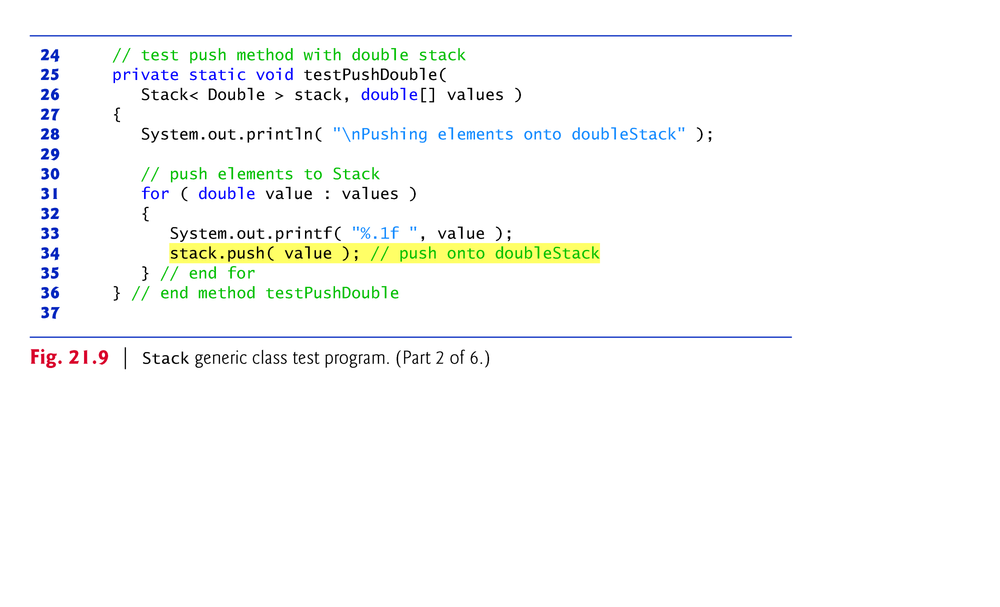 24 // test push method with double stack
25 private static void testPushDouble(
26 Stack< Double > stack, double[] values )
27 {
28 System.out.println( "\nPushing elements onto doubleStack" );
29
30 // push elements to Stack
31 for ( double value : values )
32 {
33 System.out.printf( "%.1f ", value );
34 stack.push( value ); // push onto doubleStack
35 } // end for
36 } // end method testPushDouble
37
Fig. 21.9 | Stack generic class test program. (Part 2 of 6.)